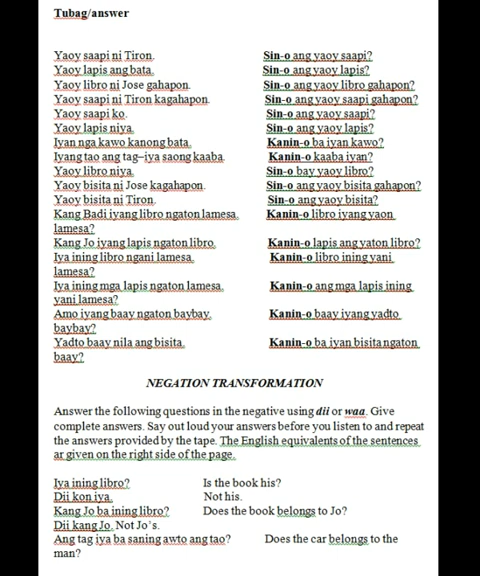 Tubag/answer
Yaoy saapi ni Tiron. Sin-o ang yaoy saapi?
Yaoy lapis ang bata. Sin-o ang yaoy lapis?
Yaoy libro ni Jose gahapon. Sin-o ang yaoy libro gahapon?
Yaoy saapi ni Tiron kagahapon. Sin-o ang yaoy saapi gahapon?
Yaoy saapi ko. Sin-o ang yaoy saapi?
Yaoy lapis niya. Sin-o ang yaoy lapis?
Iyan nga kawo kanong bata. Kanin-o ba iyan kawo?
Iyang tao ang tag–iya saong kaaba. Kanin-o kaaba iyan?
Yaoy libro niya. Sin-o bay yaoy libro?
Yaoy bisita ni Jose kagahapon. Sin-o ang yaoy bisita gahapon?
Yaoy bisita ni Tiron. Sin-o ang yaoy bisita?
Kang Badi iyang libro ngaton lamesa. Kanin-o libro iyang yaon
lamesa?
Kang Jo iyang lapis ngaton libro. Kanin-o lapis ang yaton libro?
Iya ining libro ngani lamesa. Kanin-o libro ining yani
lamesa?
Iya ining mga lapis ngaton lamesa. Kanin-o ang mga lapis ining
yani lamesa?
Amo iyang baay ngaton baybay. Kanin-o baay iyang yadto
baybay?
Yadto baay nila ang bisita. Kanin-o ba iyan bisita ngaton
baay?
NEGATION TRANSFORMATION
Answer the following questions in the negative using dii or waa. Give
complete answers. Say out loud your answers before you listen to and repeat
the answers provided by the tape. The English equivalents of the sentences
ar given on the right side of the page.
Iya ining libro? Is the book his?
Dii kon iya. Not his.
Kang Jo ba ining libro? Does the book belongs to Jo?
Dii kang Jo. Not Jo's.
Ang tag iya ba saning awto ang tao? Does the car belongs to the
man?